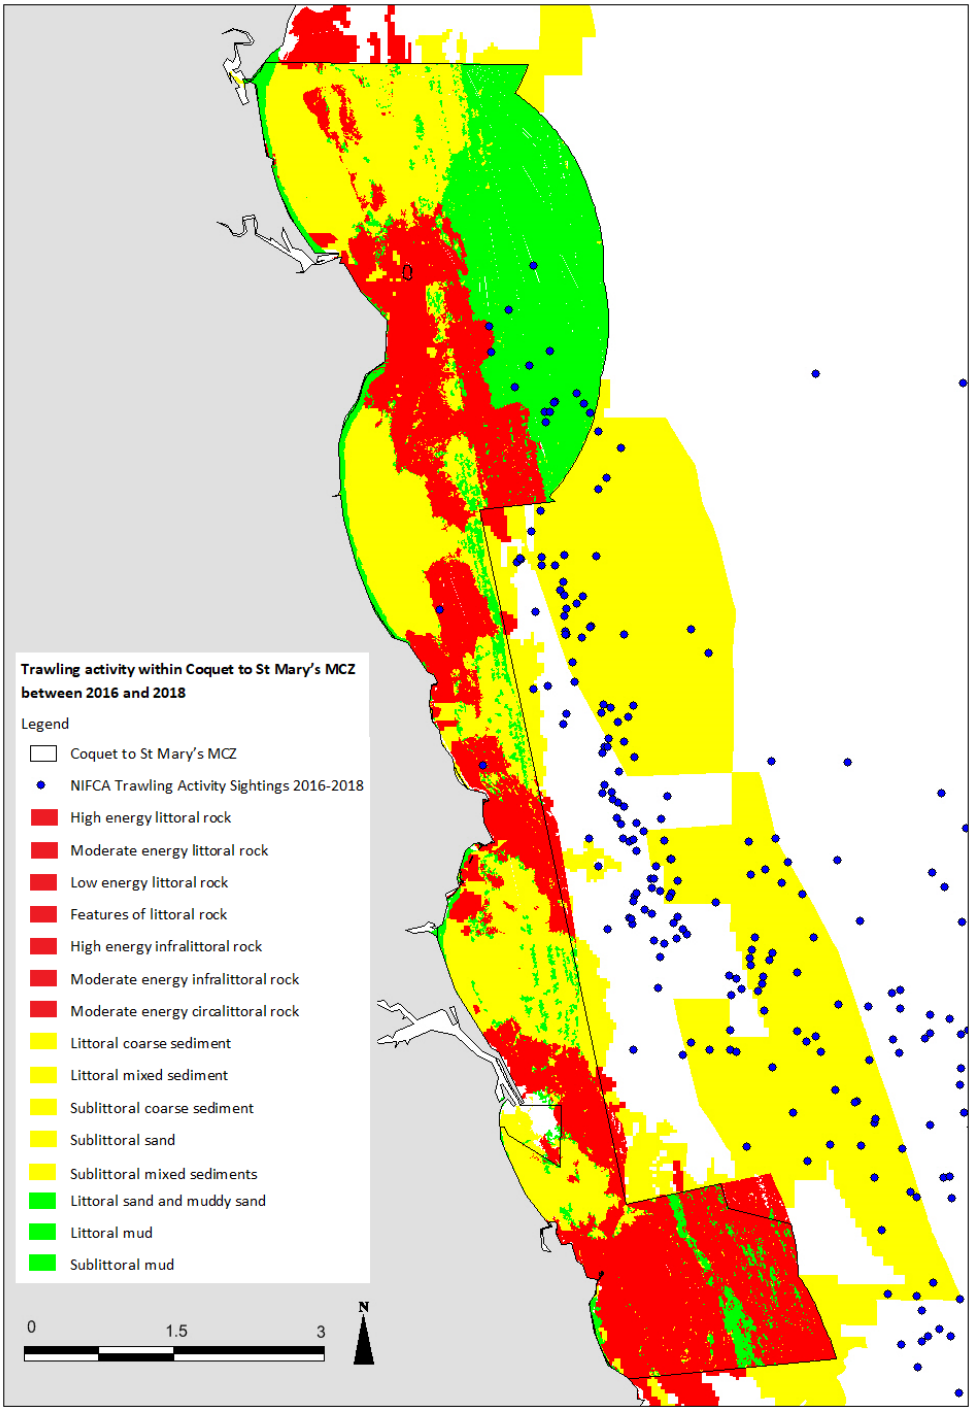 Trawling activity within Coquet to St Mary's MCZ
between 2016 and 2018
Legend
Coquet to St Mary's MCZ
NIFCA Trawling Activity Sightings 2016-2018
High energy littoral rock
Moderate energy littoral rock
Low energy littoral rock
Features of littoral rock
High energy infralittoral rock
Moderate energy infralittoral rock
Moderate energy circalittoral rock
Littoral coarse sediment
Littoral mixed sediment
Sublittoral coarse sediment
Sublittoral sand
Sublittoral mixed sediments
Littoral sand and muddy sand
Littoral mud
Sublittoral mud
0 1.5 3
N